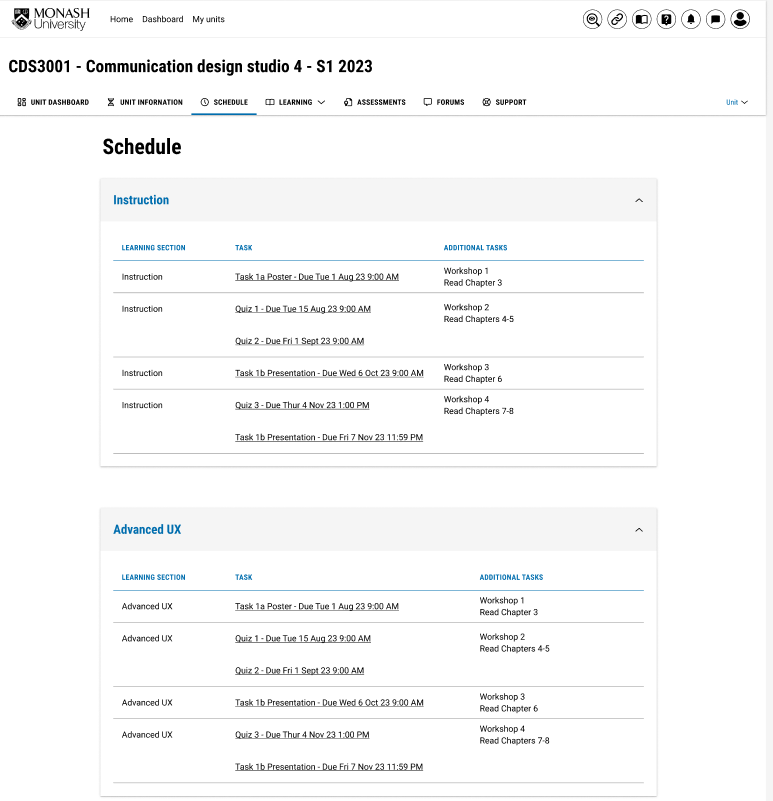 MONASH
University
Home Dashboard My units
CDS3001 - Communication design studio 4 - S1 2023
UNIT DASHBOARD UNIT INFORMATION SCHEDULE LEARNING ASSESSMENTS FORUMS SUPPORT Unit
Schedule
Instruction
LEARNING SECTION TASK ADDITIONAL TASKS
Instruction Task 1a Poster - Due Tue 1 Aug 23 9:00 AM Workshop 1
Read Chapter 3
Instruction Quiz 1 - Due Tue 15 Aug 23 9:00 AM Workshop 2
Read Chapters 4-5
Quiz 2 - Due Fri 1 Sept 23 9:00 AM
Instruction Task 1b Presentation - Due Wed 6 Oct 23 9:00 AM Workshop 3
Read Chapter 6
Instruction Quiz 3 - Due Thur 4 Nov 23 1:00 PM Workshop 4
Read Chapters 7-8
Task 1b Presentation - Due Fri 7 Nov 23 11:59 PM
Advanced UX
LEARNING SECTION TASK ADDITIONAL TASKS
Advanced UX Task 1a Poster - Due Tue 1 Aug 23 9:00 AM Workshop 1
Read Chapter 3
Advanced UX Quiz 1 - Due Tue 15 Aug 23 9:00 AM Workshop 2
Read Chapters 4-5
Quiz 2 - Due Fri 1 Sept 23 9:00 AM
Advanced UX Task 1b Presentation - Due Wed 6 Oct 23 9:00 AM Workshop 3
Read Chapter 6
Advanced UX Quiz 3 - Due Thur 4 Nov 23 1:00 PM Workshop 4
Read Chapters 7-8
Task 1b Presentation - Due Fri 7 Nov 23 11:59 PM